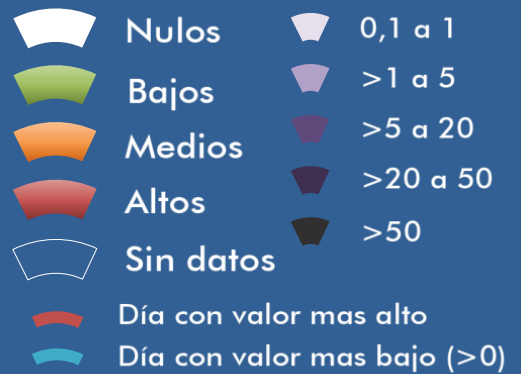 Nulos
Bajos
Medios
Altos
Sin datos
0,1 a 1
>1 a 5
>5 a 20
>20 a 50
>50
Día con valor mas alto
Día con valor mas bajo (>0)